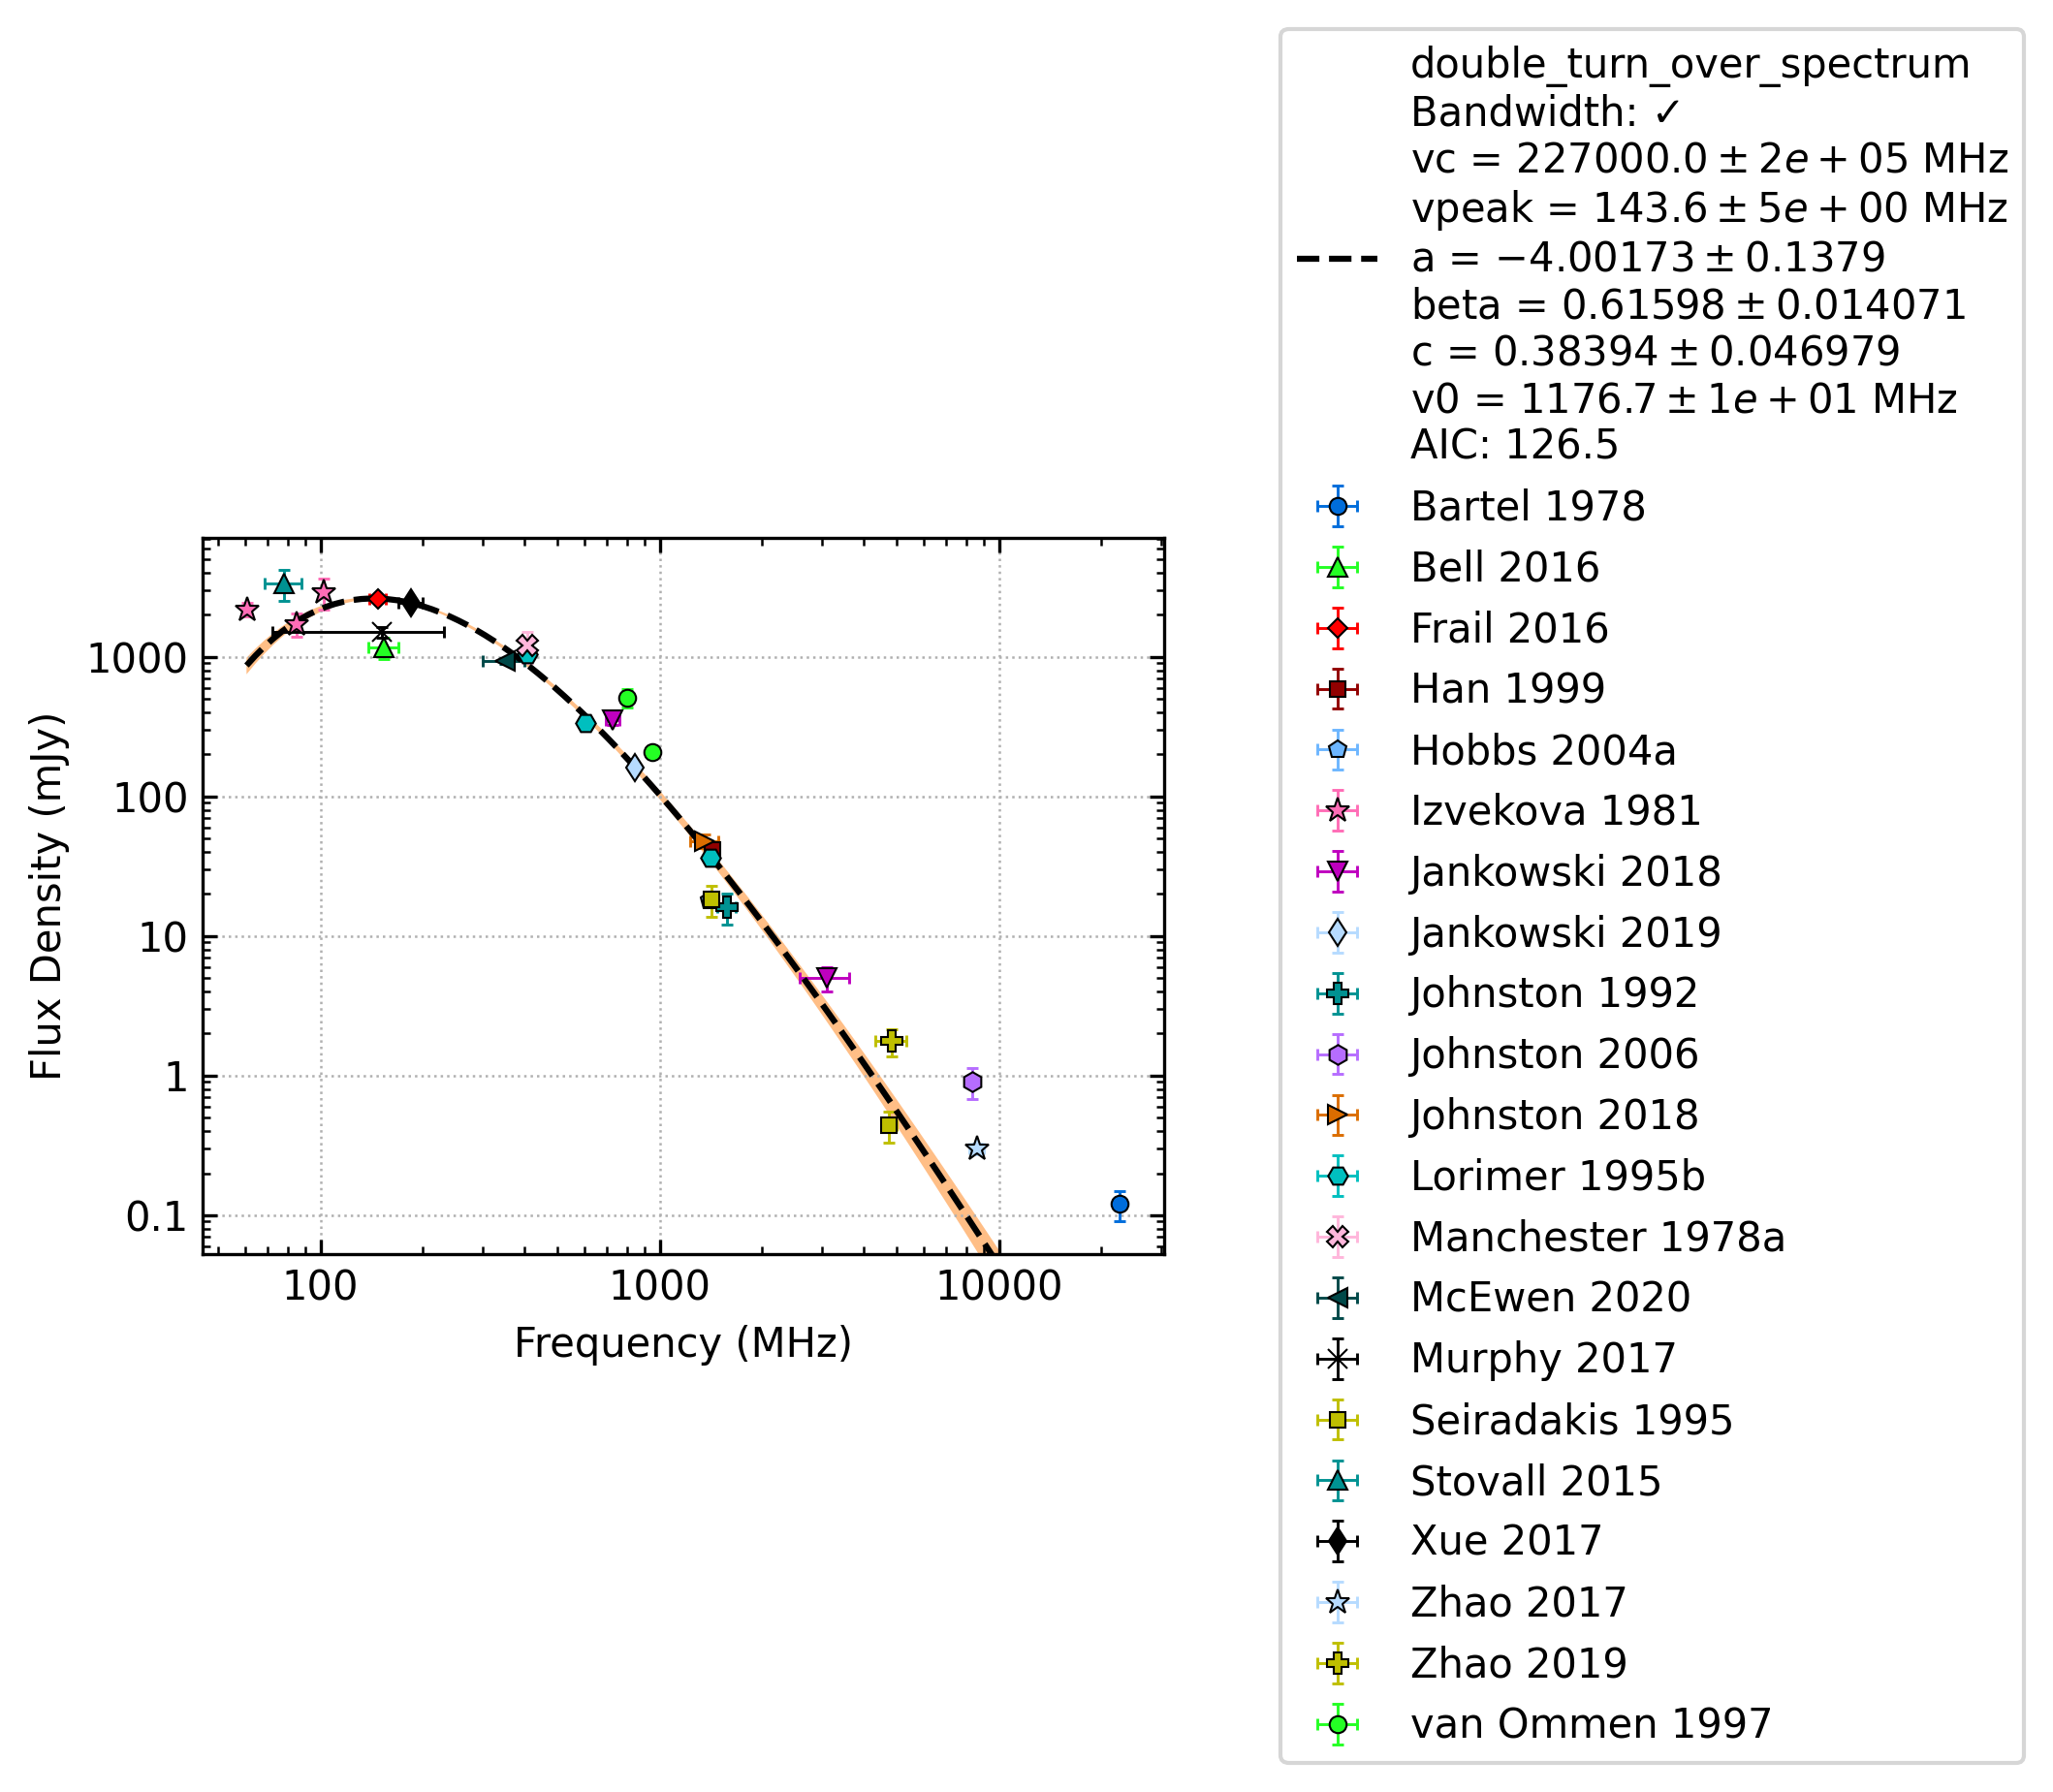 double_turn_over_spectrum
Bandwidth: ✓
vc = 227000.0 ± 2e + 05 MHz
vpeak = 143.6 ± 5e + 00 MHz
a = −4.00173 ± 0.1379
beta = 0.61598 ± 0.014071
c = 0.38394 ± 0.046979
v0 = 1176.7 ± 1e + 01 MHz
AIC: 126.5
Bartel 1978
Bell 2016
Frail 2016
Han 1999
Hobbs 2004a
Izvekova 1981
Jankowski 2018
Jankowski 2019
Johnston 1992
Johnston 2006
Johnston 2018
Lorimer 1995b
Manchester 1978a
McEwen 2020
Murphy 2017
Seiradakis 1995
Stovall 2015
Xue 2017
Zhao 2017
Zhao 2019
van Ommen 1997
Flux Density (mJy)
1000
100
10
1
0.1
100
1000
10000
Frequency (MHz)